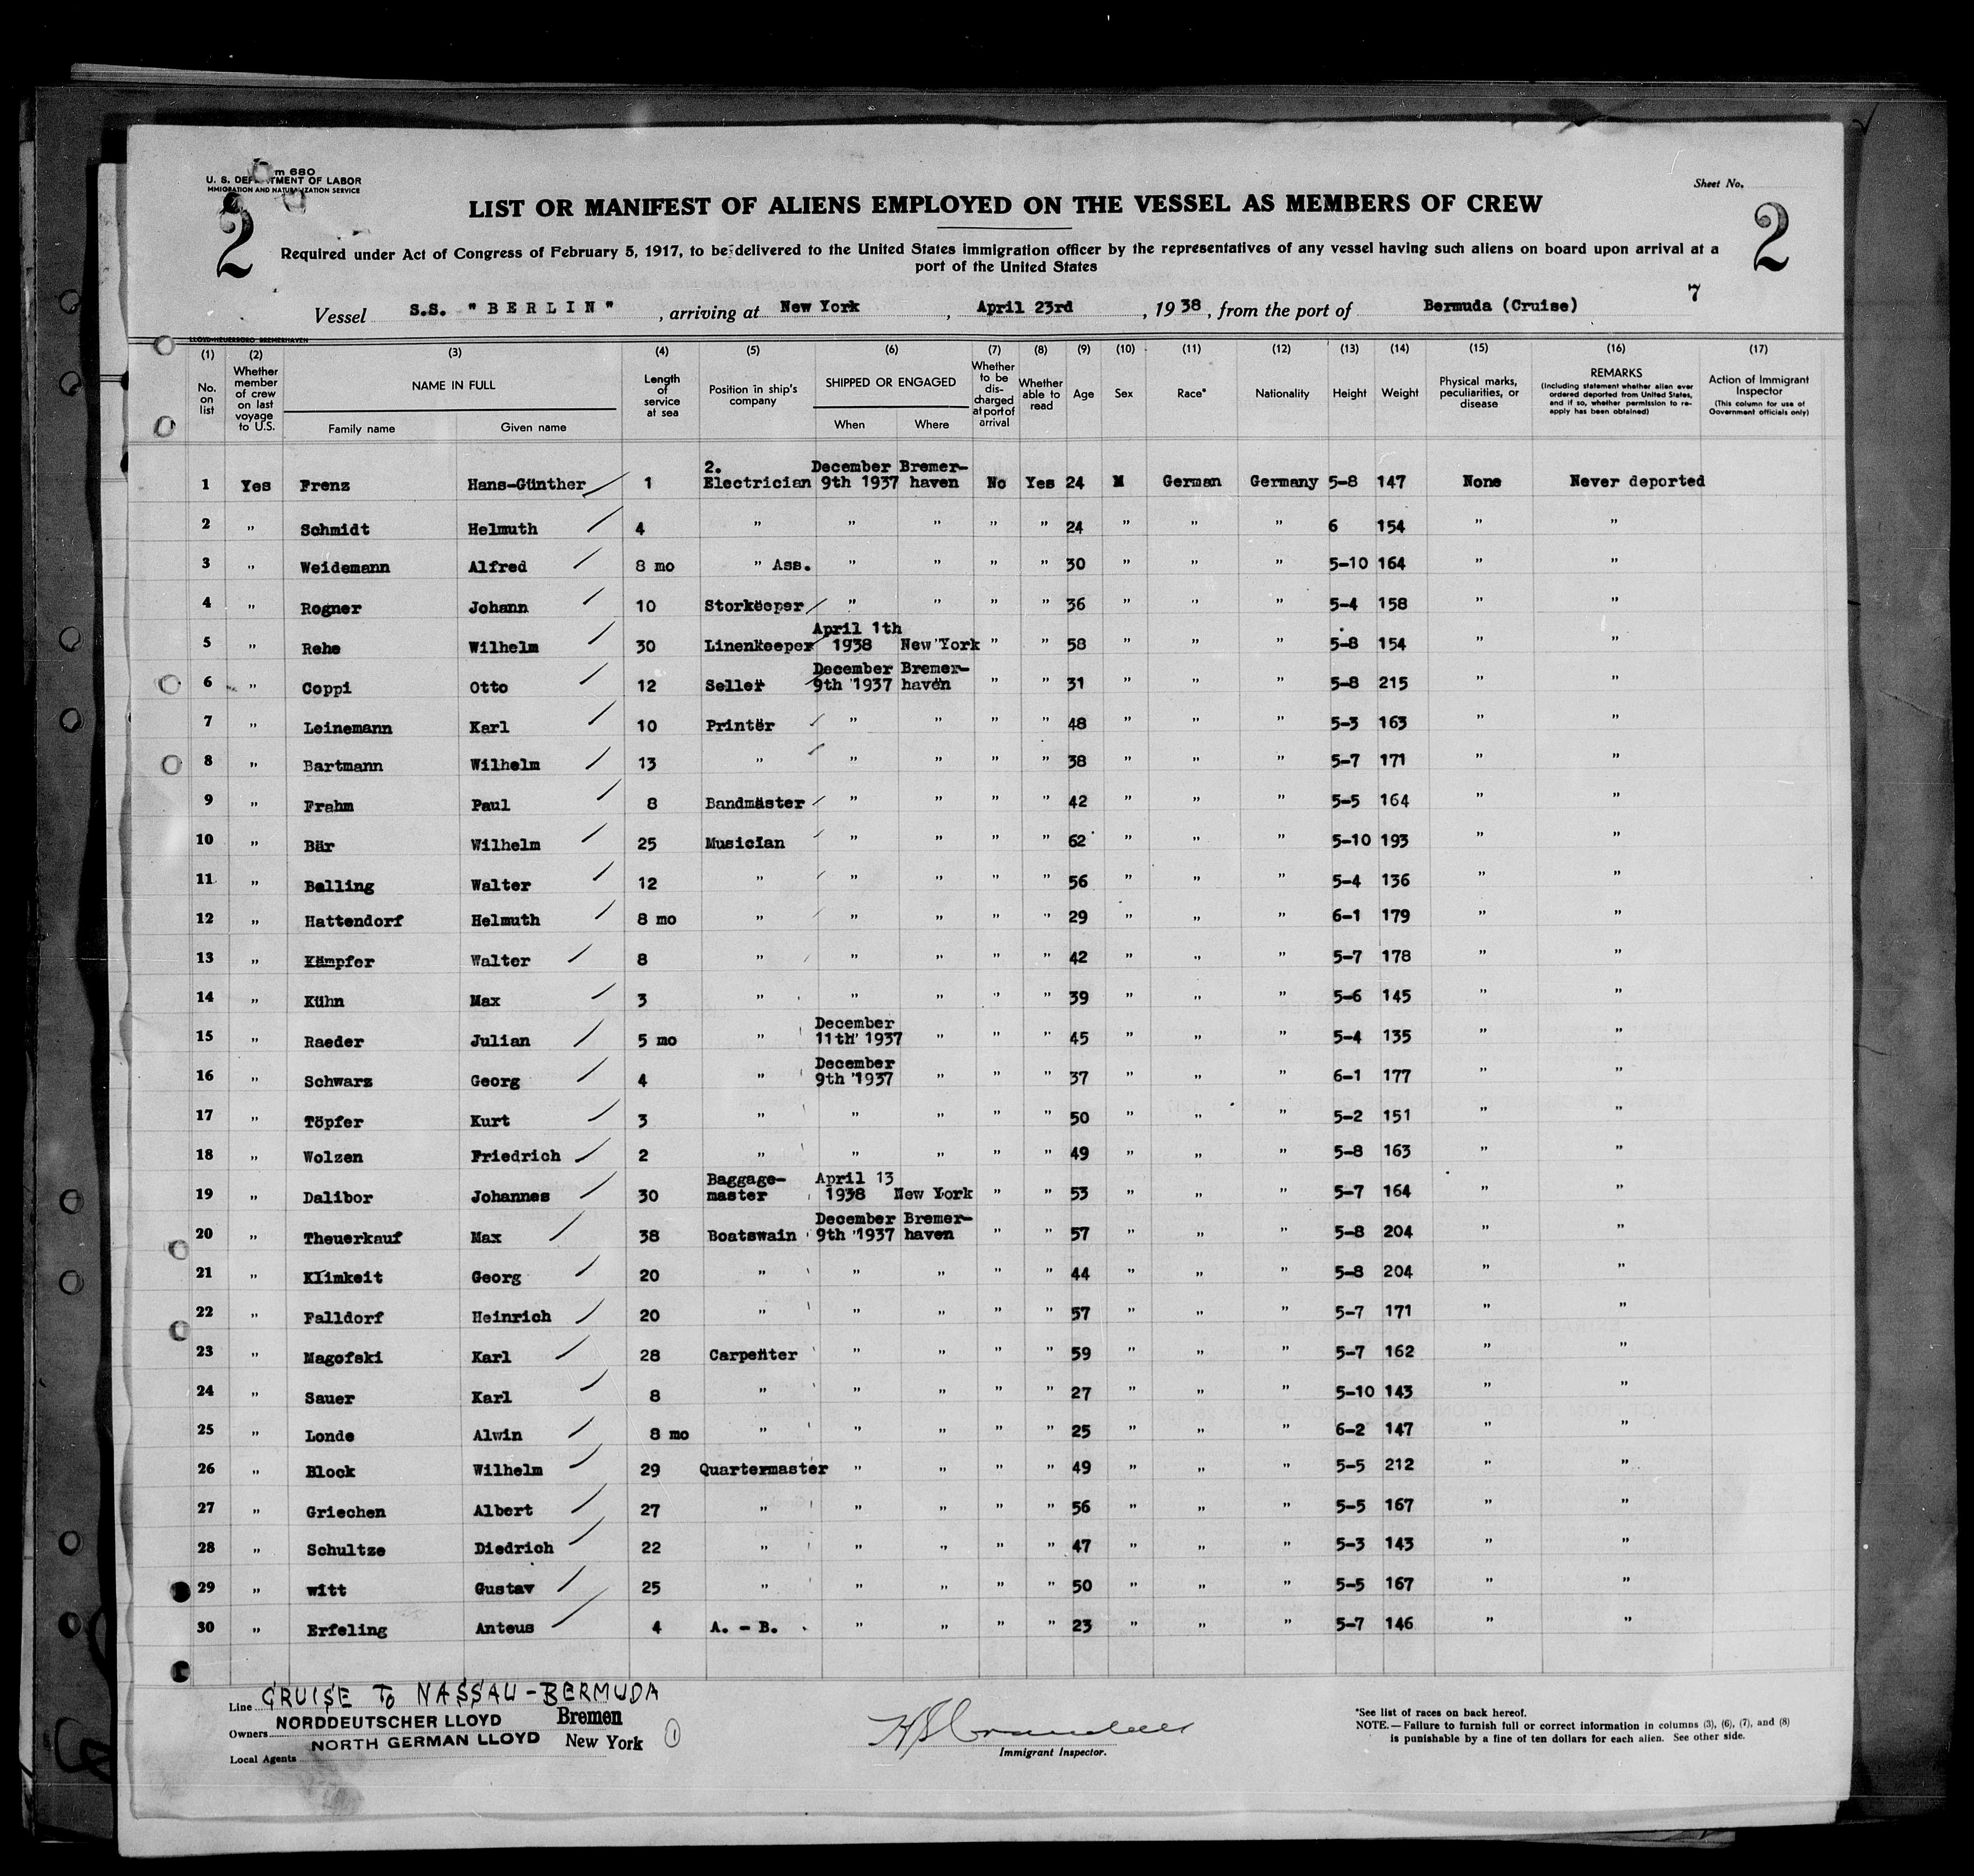 m 680
U. S. DEP TMENT OF LABOR
IMMIGRATION AND NATURALIZATION SERVICE
Sheet No.
2
2
LIST OR MANIFEST OF ALIENS EMPLOYED ON THE VESSEL AS MEMBERS OF CREW
Required under Act of Congress of February 5, 1917, to be delivered to the United States immigration officer by the representatives of any vessel having such aliens on board upon arrival at a
port of the United States
7
Vessel S.S. "BERLIN", arriving at New York, April 23rd, 1938, from the port of Bermuda (Cruise)
LLOYD-HEUERBÜRO BREMERHAVEN
(1) (2) (3) (4) (5) (6) (7) (8) (9) (10) (11) (12) (13) (14) (15) (16) (17)
No. on list
Whether member of crew on last voyage to U.S.
NAME IN FULL
Family name Given name
Length of service at sea
Position in ship's company
SHIPPED OR ENGAGED
When Where
Whether to be discharged at port of arrival
Whether able to read
Age
Sex
Race*
Nationality
Height
Weight
Physical marks, peculiarities, or disease
REMARKS
(Including statement whether alien ever ordered deported from United States, and if so, whether permission to reapply has been obtained)
Action of Immigrant Inspector
(This column for use of Government officials only)
1 Yes Frenz Hans-Günther 1 2. Electrician December 9th 1937 Bremer-haven No Yes 24 M German Germany 5-8 147 None Never deported
2 " Schmidt Helmuth 4 " " " " " 24 " " " 6 154 " "
3 " Weidemann Alfred 8 mo " Ass. " " " " 30 " " " 5-10 164 " "
4 " Rogner Johann 10 Storkeeper " " " " 36 " " " 5-4 158 " "
5 " Rehe Wilhelm 30 Linenkeeper April 1th 1938 New York " " 58 " " " 5-8 154 " "
6 " Coppi Otto 12 Seller December 9th 1937 Bremer-haven " " 31 " " " 5-8 215 " "
7 " Leinemann Karl 10 Printer " " " " 48 " " " 5-3 163 " "
8 " Bartmann Wilhelm 13 " " " " " 38 " " " 5-7 171 " "
9 " Frahm Paul 8 Bandmaster " " " " 42 " " " 5-5 164 " "
10 " Bär Wilhelm 25 Musician " " " " 62 " " " 5-10 193 " "
11 " Balling Walter 12 " " " " " 56 " " " 5-4 136 " "
12 " Hattendorf Helmuth 8 mo " " " " " 29 " " " 6-1 179 " "
13 " Kämpfer Walter 8 " " " " " 42 " " " 5-7 178 " "
14 " Kühn Max 3 " " " " " 39 " " " 5-6 145 " "
15 " Raeder Julian 5 mo " December 11th 1937 " " " 45 " " " 5-4 135 " "
16 " Schwarz Georg 4 " December 9th 1937 " " " 37 " " " 6-1 177 " "
17 " Töpfer Kurt 3 " " " " " 50 " " " 5-2 151 " "
18 " Wolzen Friedrich 2 " " " " " 49 " " " 5-8 163 " "
19 " Dalibor Johannes 30 Baggage-master April 13 1938 New York " " 53 " " " 5-7 164 " "
20 " Theuerkauf Max 38 Boatswain December 9th 1937 Bremer-haven " " 57 " " " 5-8 204 " "
21 " Klimkeit Georg 20 " " " " " 44 " " " 5-8 204 " "
22 " Falldorf Heinrich 20 " " " " " 57 " " " 5-7 171 " "
23 " Magofski Karl 28 Carpenter " " " " 59 " " " 5-7 162 " "
24 " Sauer Karl 8 " " " " " 27 " " " 5-10 143 " "
25 " Londe Alwin 8 mo " " " " " 25 " " " 6-2 147 " "
26 " Block Wilhelm 29 Quartermaster " " " " 49 " " " 5-5 212 " "
27 " Griechen Albert 27 " " " " " 56 " " " 5-5 167 " "
28 " Schultze Diedrich 22 " " " " " 47 " " " 5-3 143 " "
29 " witt Gustav 25 " " " " " 50 " " " 5-5 167 " "
30 " Erfeling Anteus 4 A. - B. " " " " 23 " " " 5-7 146 " "
Line CRUISE TO NASSAU - BERMUDA
Owners NORDDEUTSCHER LLOYD Bremen
Local Agents NORTH GERMAN LLOYD New York 1
Immigrant Inspector.
*See list of races on back hereof.
NOTE.—Failure to furnish full or correct information in columns (3), (6), (7), and (8)
is punishable by a fine of ten dollars for each alien. See other side.